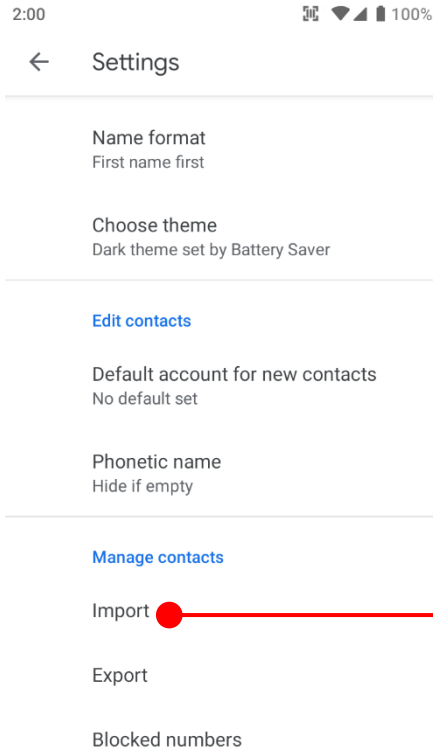 2:00
100%
Settings
Name format
First name first
Choose theme
Dark theme set by Battery Saver
Edit contacts
Default account for new contacts
No default set
Phonetic name
Hide if empty
Manage contacts
Import
Export
Blocked numbers